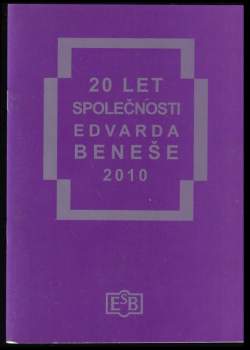 20 LET
SPOLEČNOSTI
EDVARDA
BENEŠE
2010
ESB